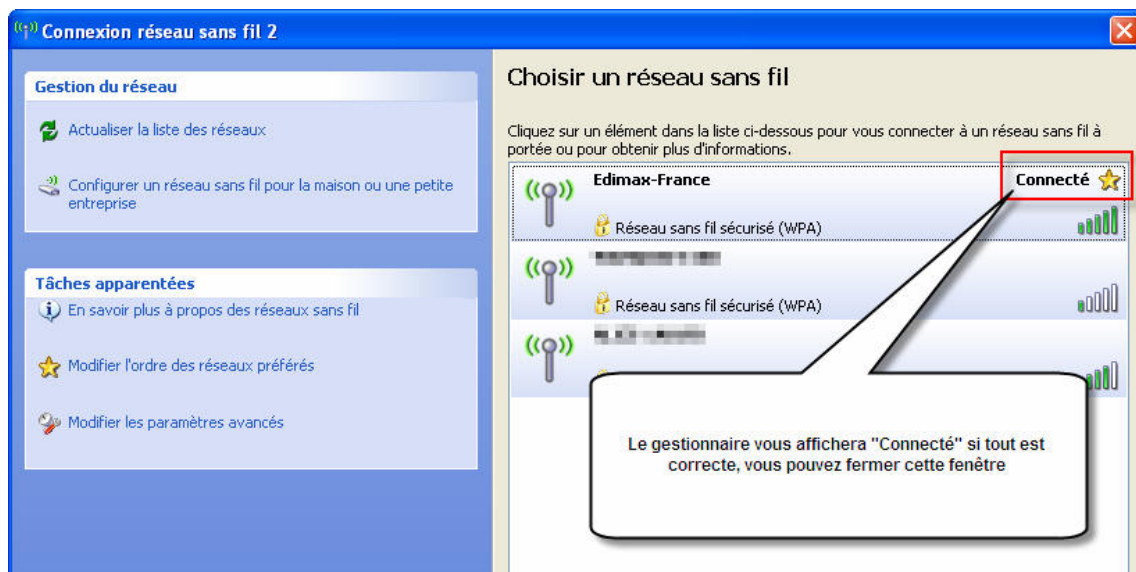 Connexion réseau sans fil 2
Gestion du réseau
Actualiser la liste des réseaux
Configurer un réseau sans fil pour la maison ou une petite
entreprise
Tâches apparentées
En savoir plus à propos des réseaux sans fil
Modifier l'ordre des réseaux préférés
Modifier les paramètres avancés
Choisir un réseau sans fil
Cliquez sur un élément dans la liste ci-dessous pour vous connecter à un réseau sans fil à
portée ou pour obtenir plus d'informations.
Edimax-France
Connecté
Réseau sans fil sécurisé (WPA)
Réseau sans fil sécurisé (WPA)
Le gestionnaire vous affichera "Connecté" si tout est
correcte, vous pouvez fermer cette fenêtre